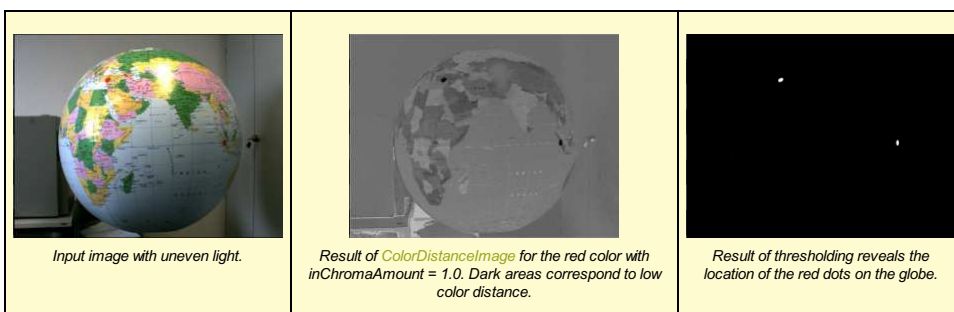 Input image with uneven light.
Result of ColorDistanceImage for the red color with
inChromaAmount = 1.0. Dark areas correspond to low
color distance.
Result of thresholding reveals the
location of the red dots on the globe.